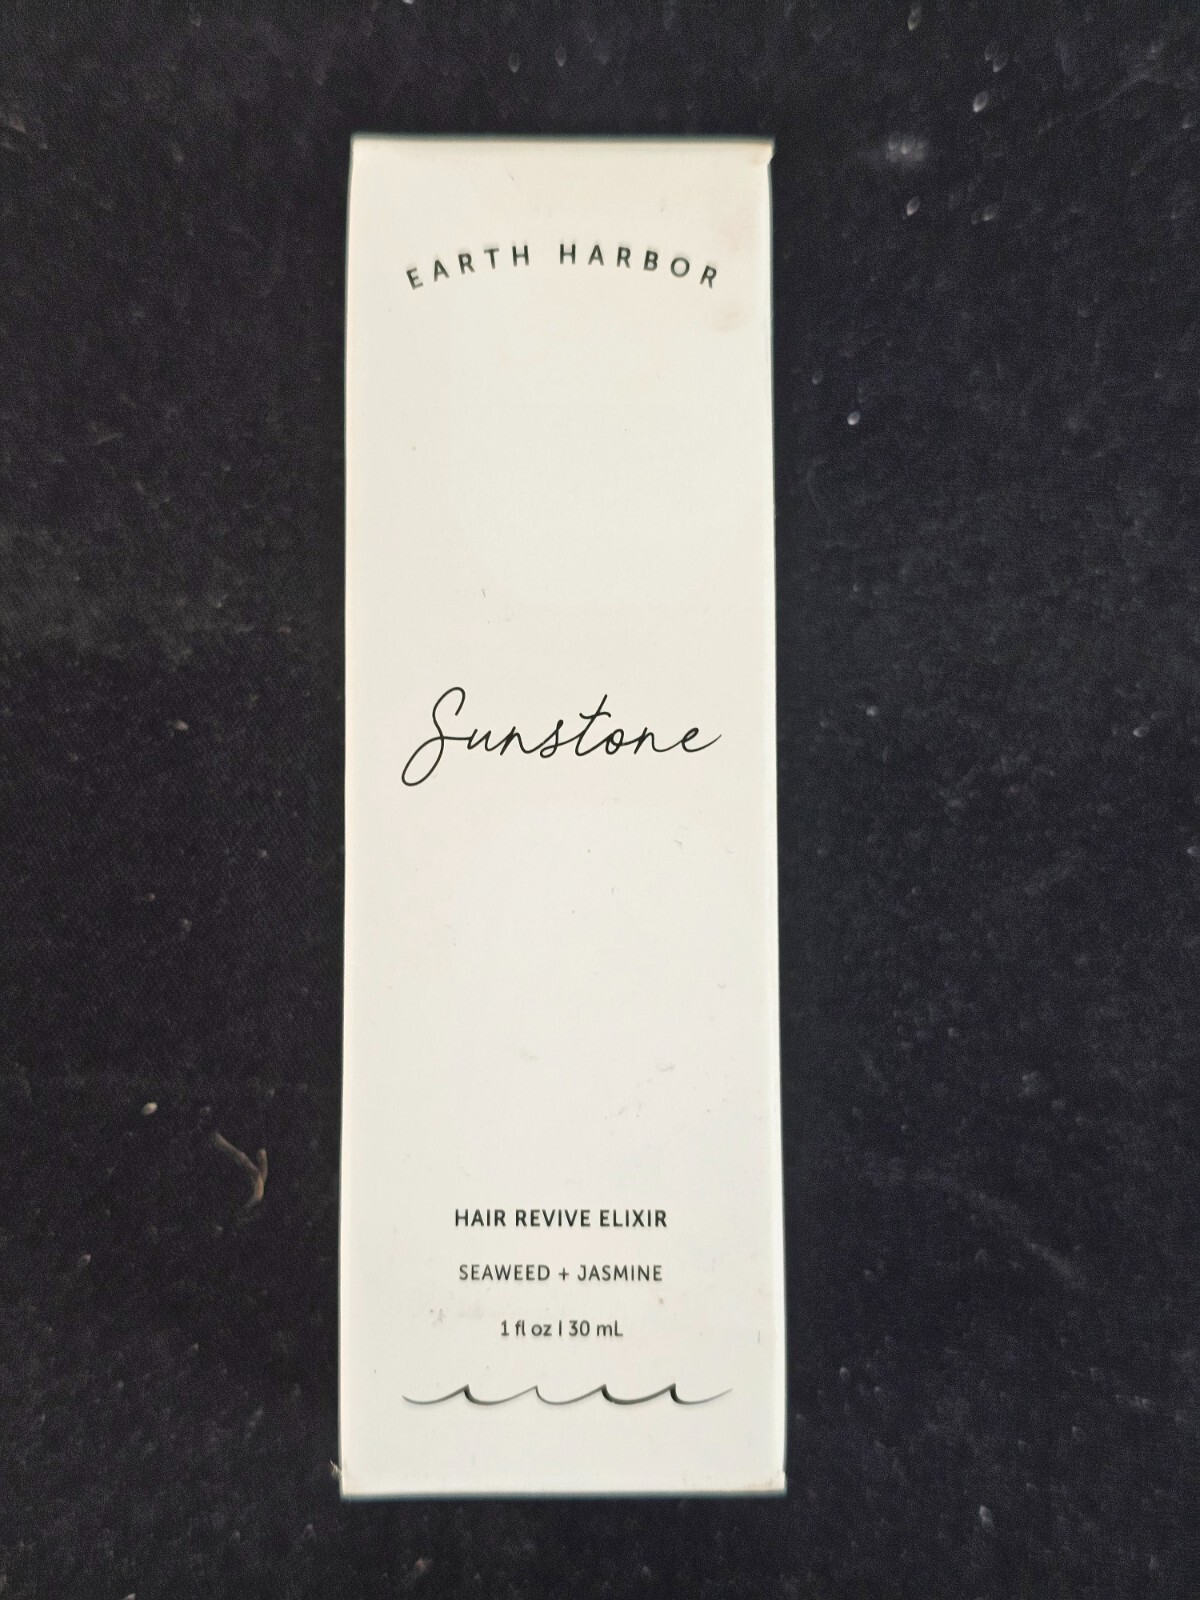 EARTH HARBOR
Sunstone
HAIR REVIVE ELIXIR
SEAWEED + JASMINE
1 fl oz | 30 mL